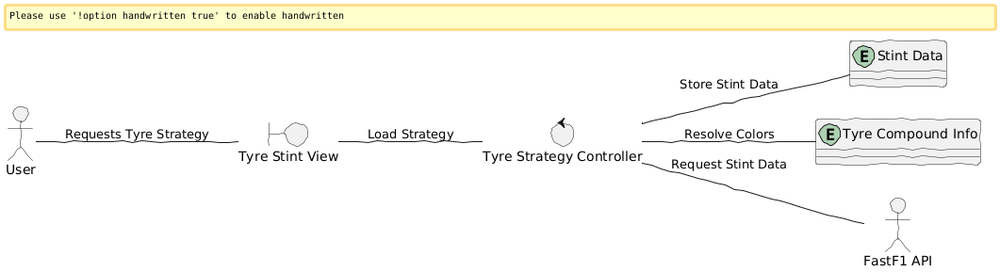 Please use '!option handwritten true' to enable handwritten
E Stint Data
Store Stint Data
Requests Tyre Strategy
Load Strategy
Resolve Colors
E Tyre Compound Info
User
Tyre Stint View
Tyre Strategy Controller
Request Stint Data
FastF1 API